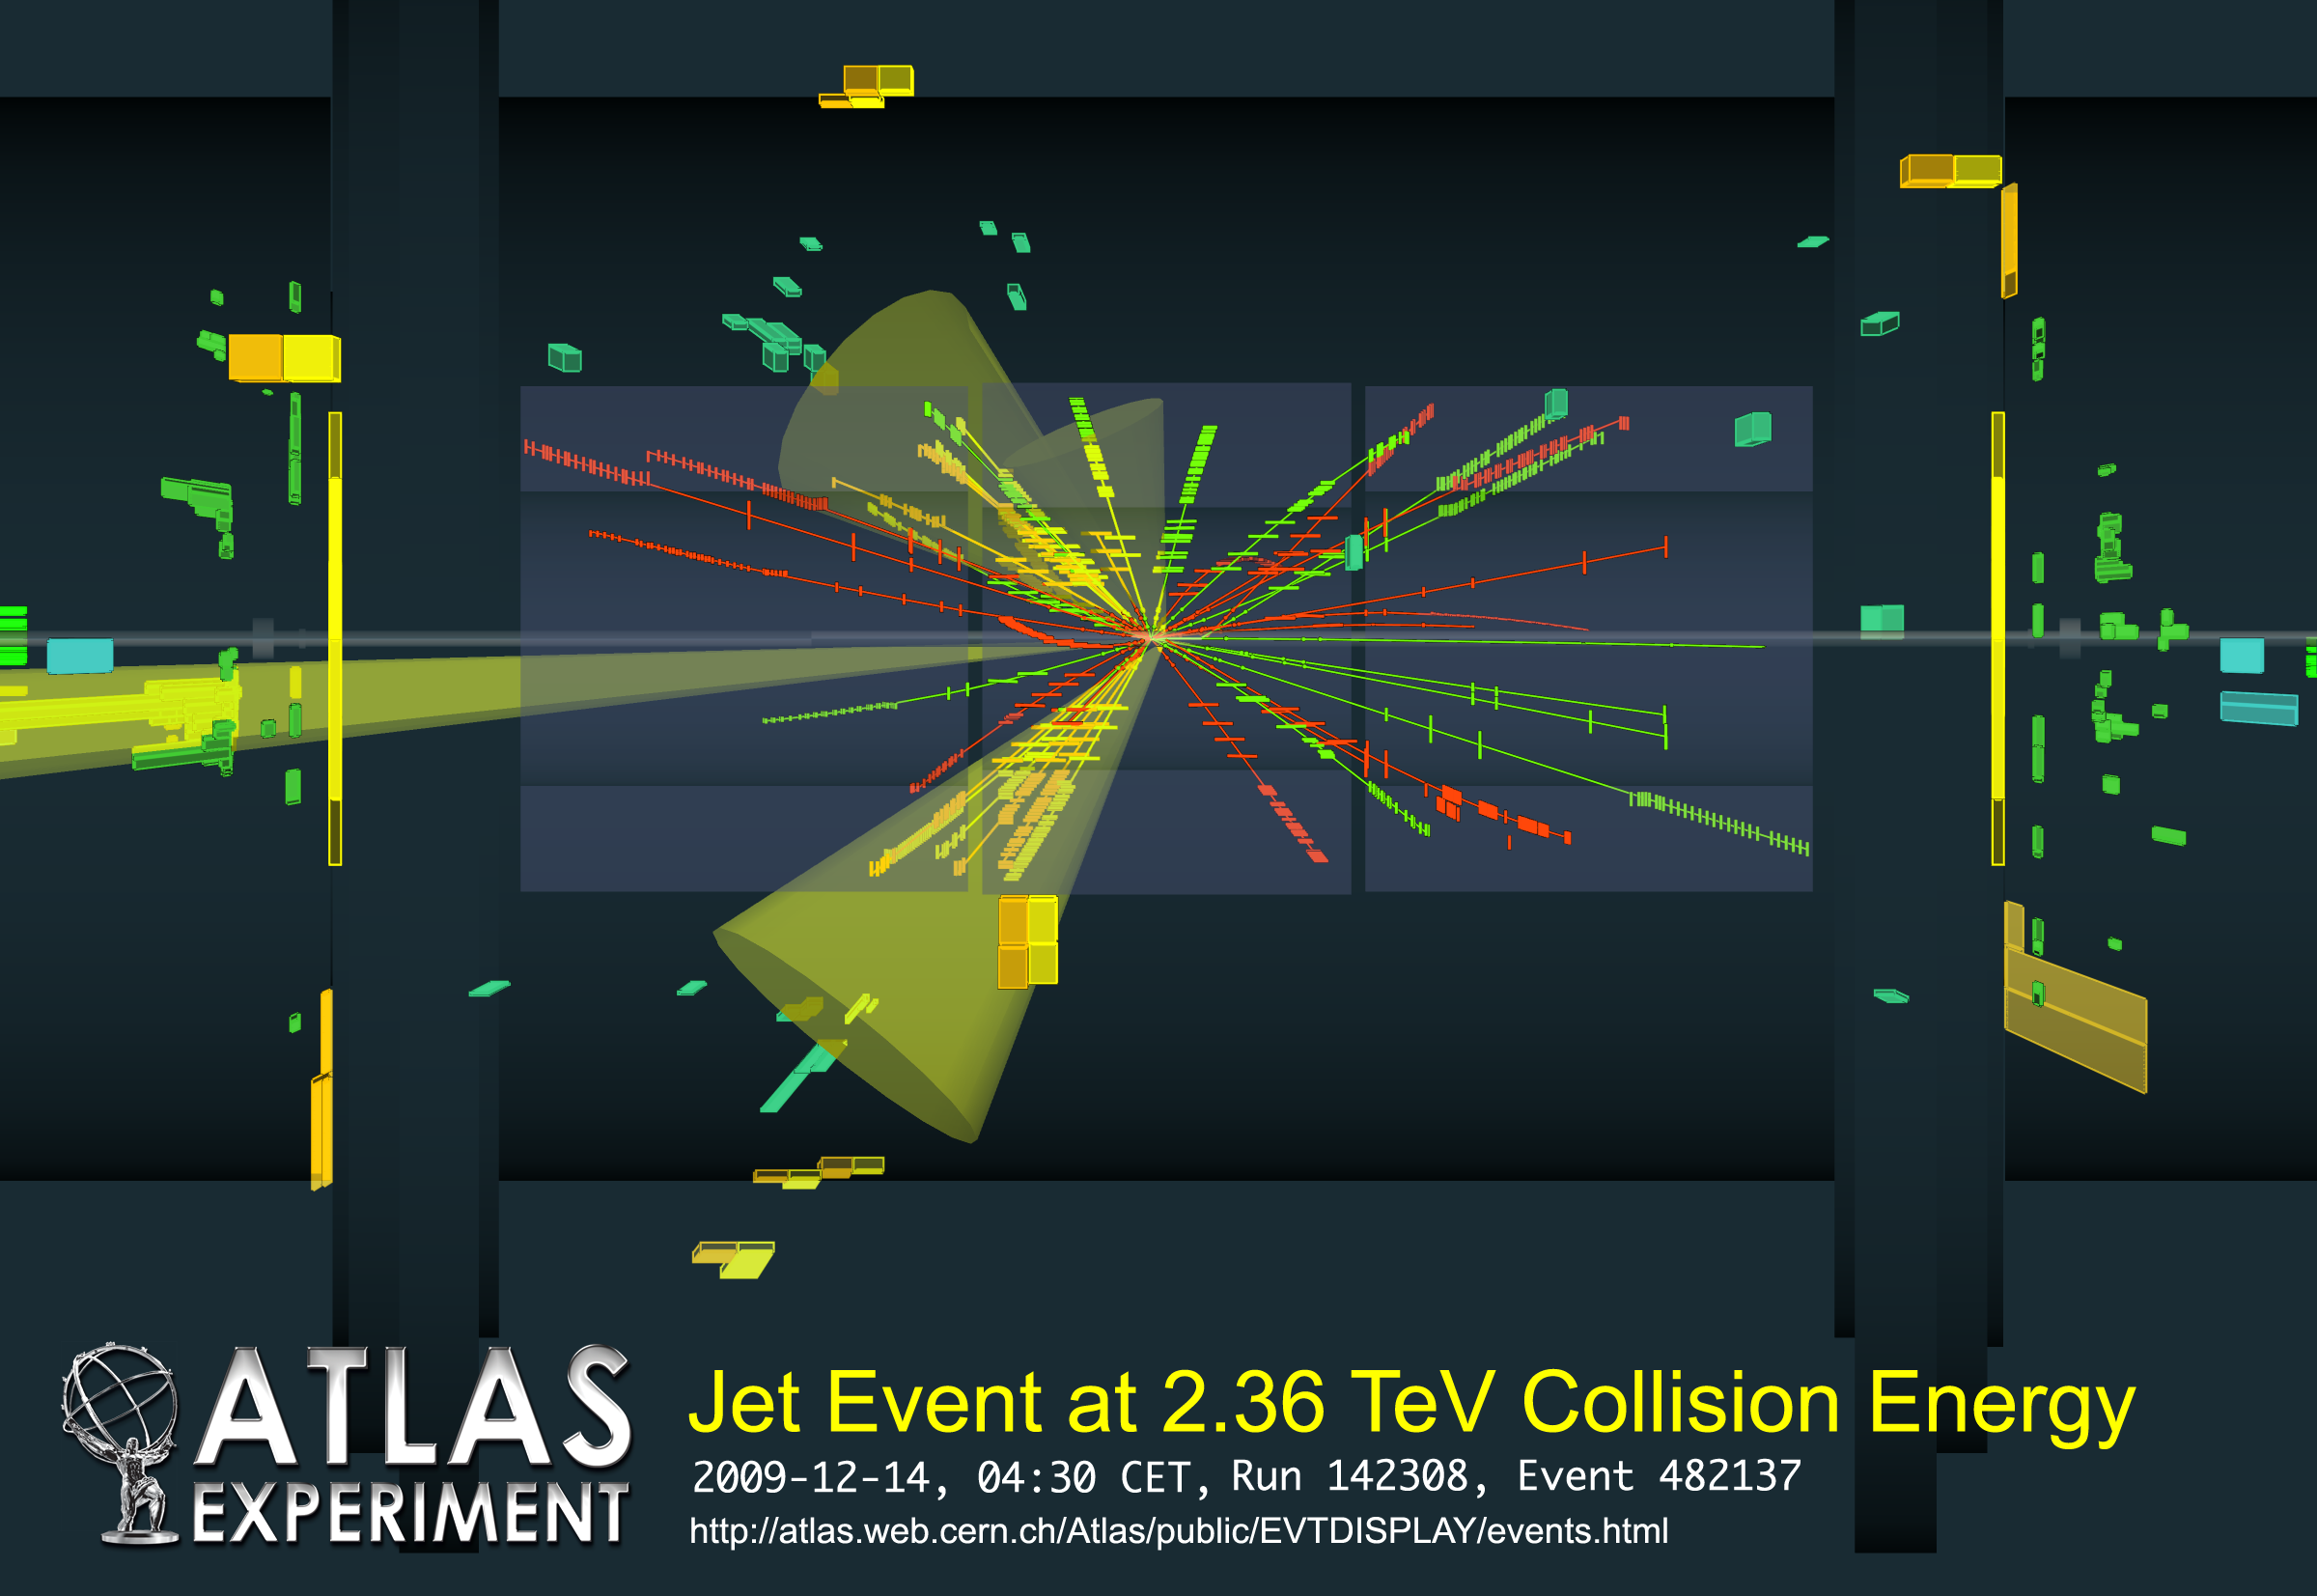 ATLAS
EXPERIMENT
Jet Event at 2.36 TeV Collision Energy
2009-12-14, 04:30 CET, Run 142308, Event 482137
http://atlas.web.cern.ch/Atlas/public/EVTDISPLAY/events.html